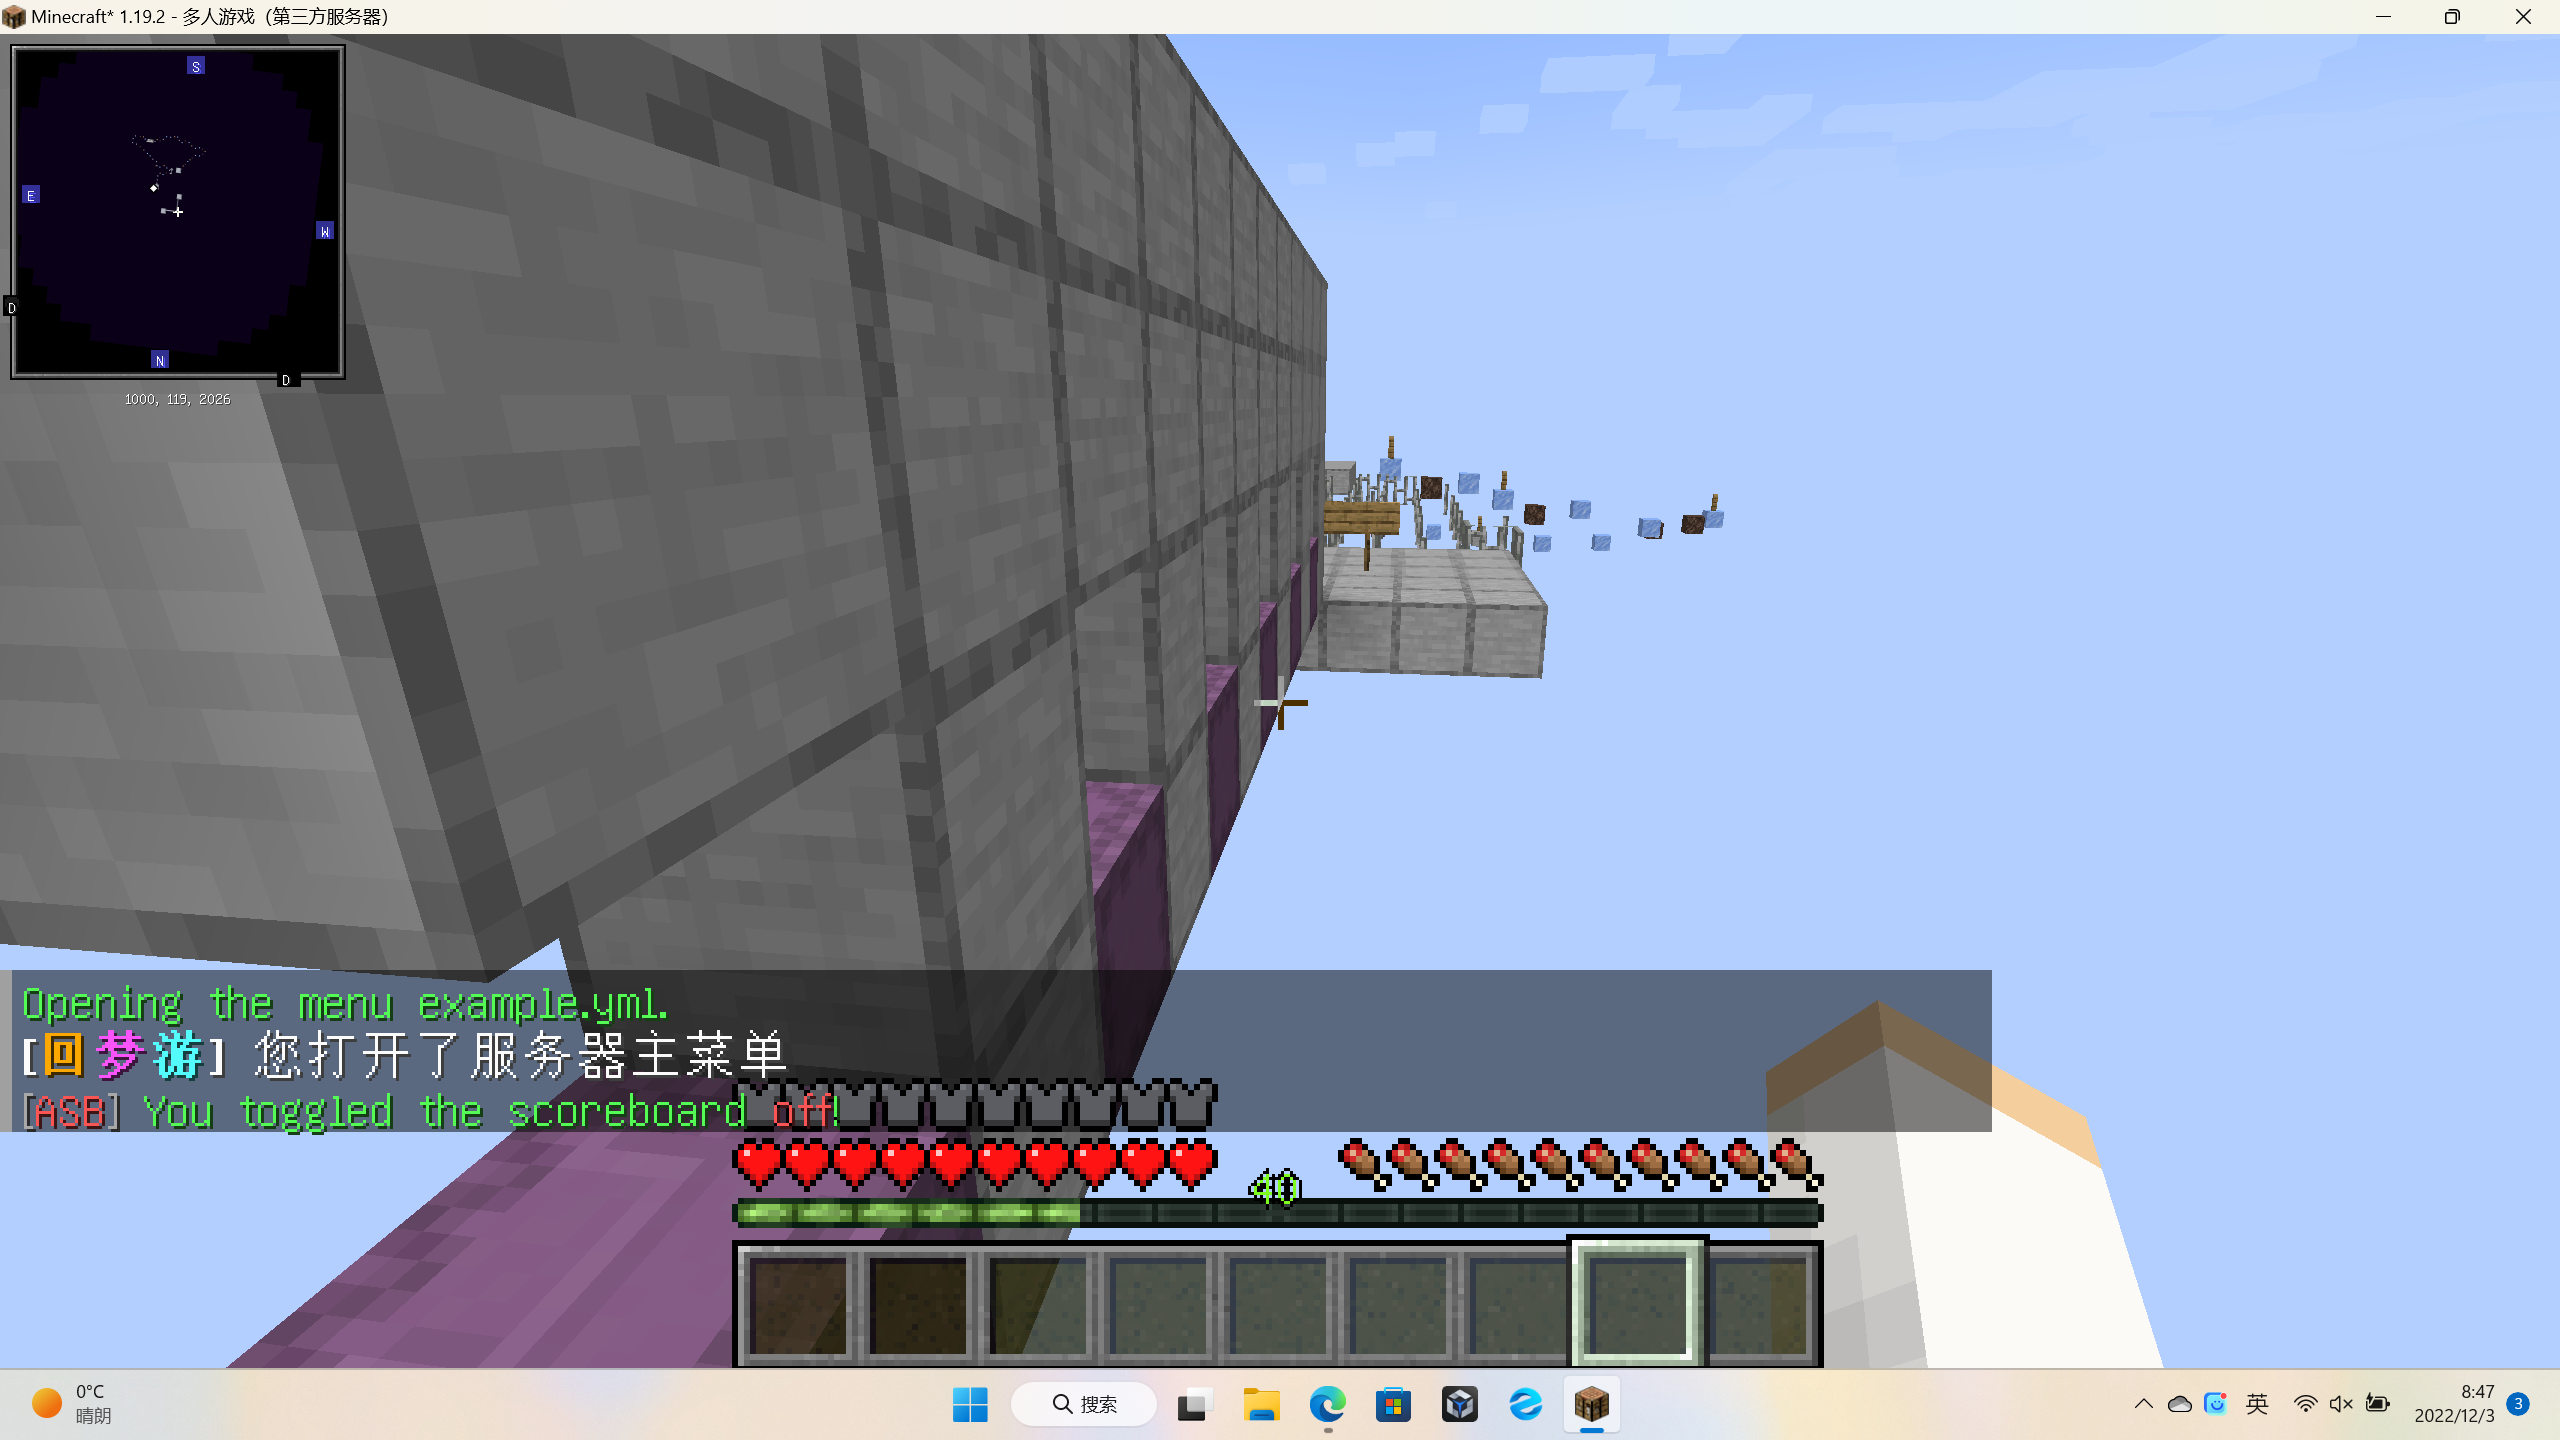 Minecraft* 1.19.2 - 多人游戏（第三方服务器）
S
E
W
D
N
D
1000, 119, 2026
Opening the menu example.yml.
[回梦游] 您打开了服务器主菜单
[ASB] You toggled the scoreboard off!
40
0°C
晴朗
搜索
英
8:47
2022/12/3
3